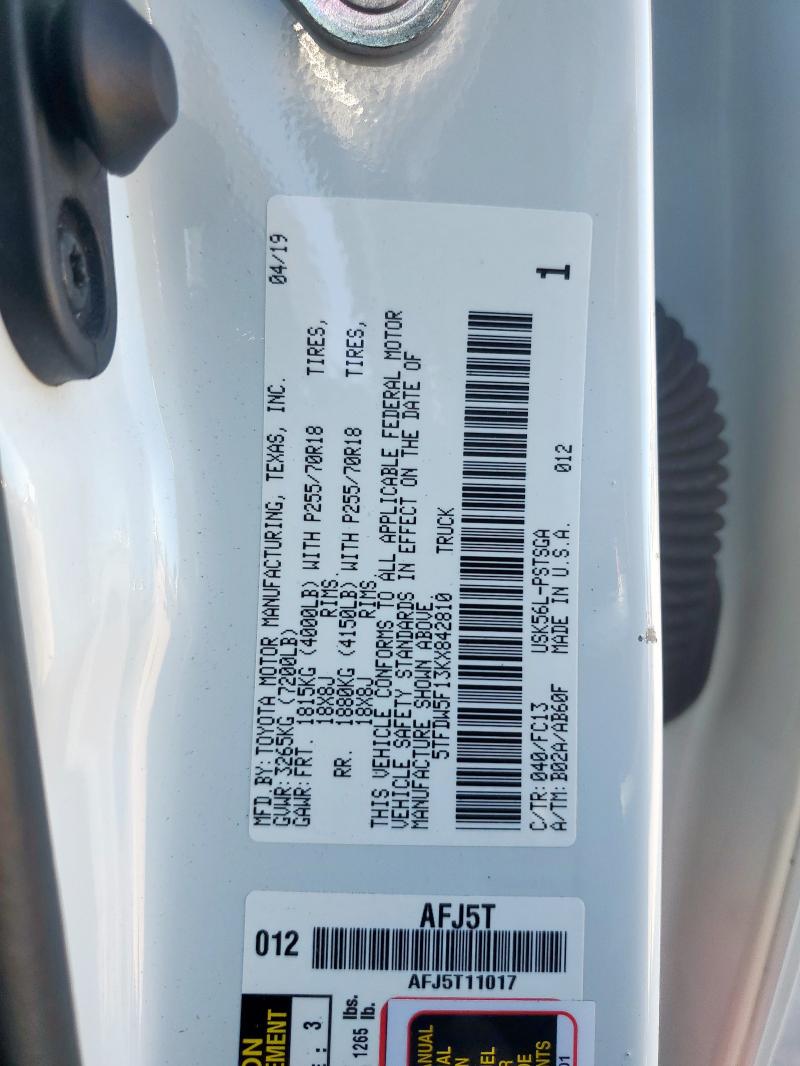 MFD BY: TOYOTA MOTOR MANUFACTURING, TEXAS, INC. 04/19
GVWR: 3265KG (7200LB)
GAWR: FRT. 1815KG (4000LB) WITH P255/70R18 TIRES,
18X8J RIMS.
RR. 1880KG (4150LB) WITH P255/70R18 TIRES,
18X8J RIMS.
THIS VEHICLE CONFORMS TO ALL APPLICABLE FEDERAL MOTOR
VEHICLE SAFETY STANDARDS IN EFFECT ON THE DATE OF
MANUFACTURE SHOWN ABOVE.
5TFDW5F13KX842810 TRUCK
C/TR: 040/FC13 USK56L-PSTSGA 1
A/TM: B02A/AB60F MADE IN U.S.A. 012
AFJ5T
012
AFJ5T11017
: 3
1265 lbs.
lb.